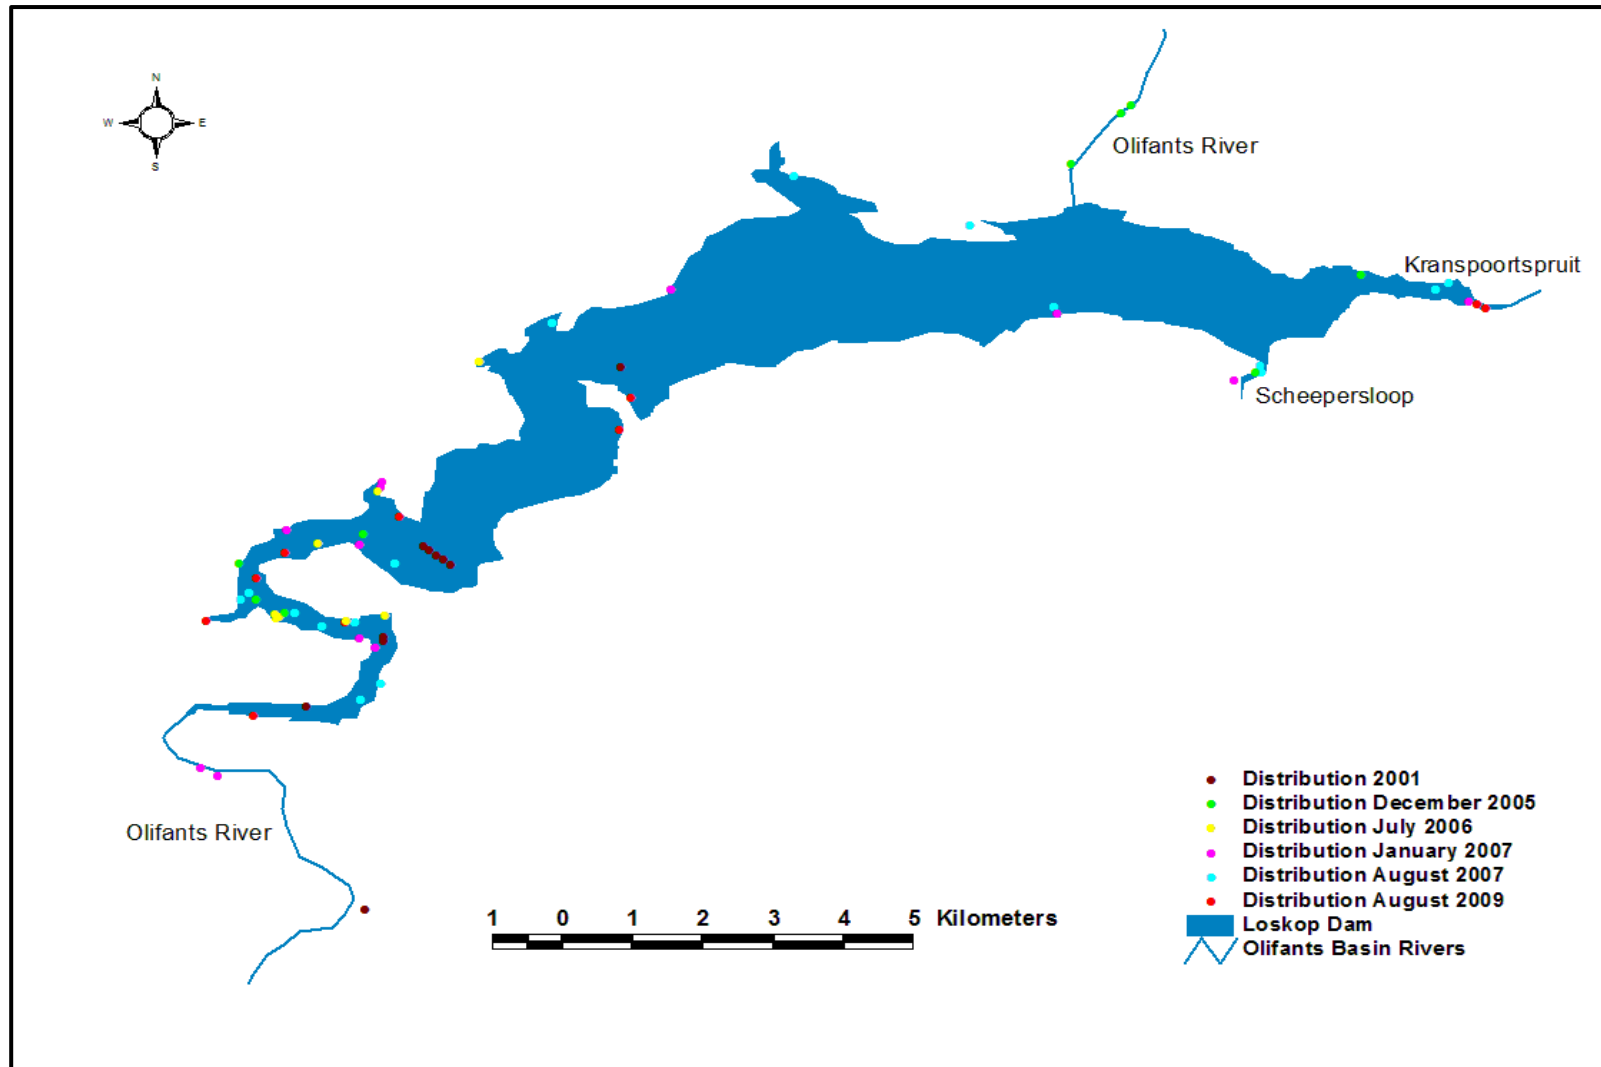 N
W E
S
Olifants River
Kranspoortspruit
Scheepersloop
Olifants River
1 0 1 2 3 4 5 Kilometers
Distribution 2001
Distribution December 2005
Distribution July 2006
Distribution January 2007
Distribution August 2007
Distribution August 2009
Loskop Dam
Olifants Basin Rivers